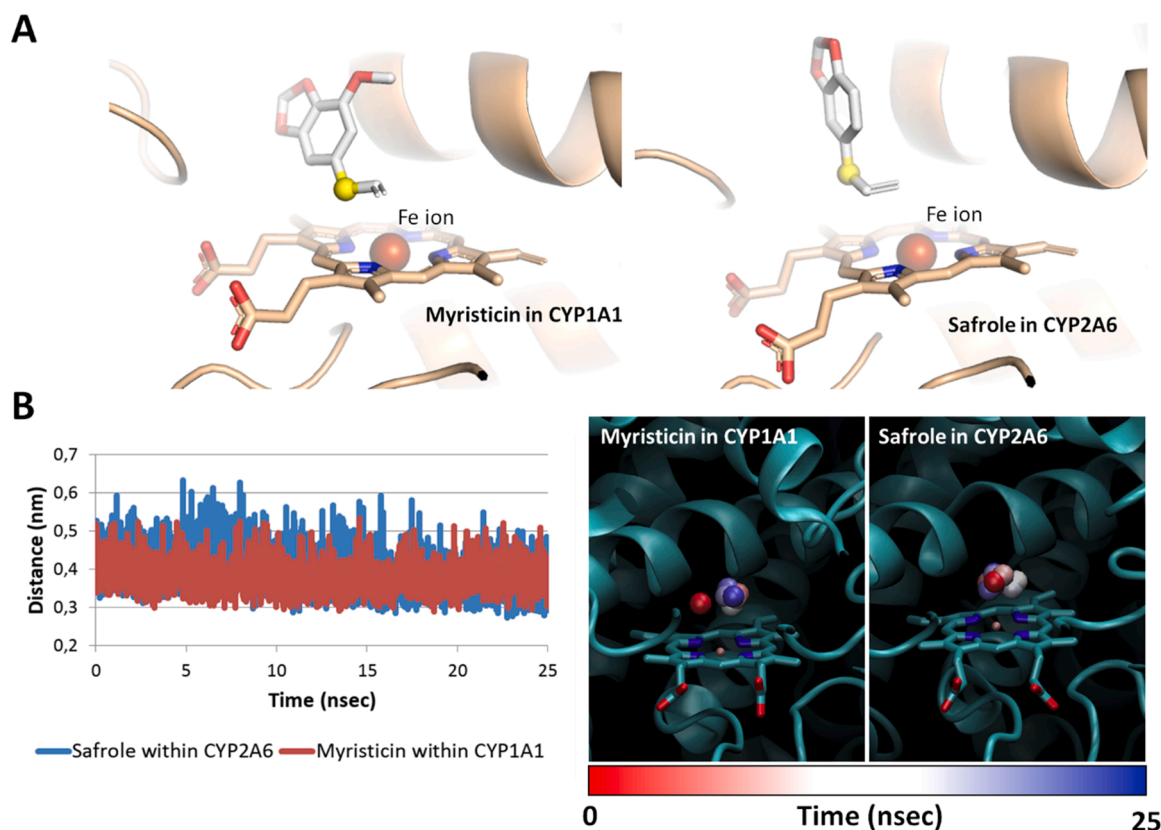 A
Fe ion
Myristicin in CYP1A1
Fe ion
Safrole in CYP2A6
B
0,7
0,6
0,5
0,4
0,3
0,2
Distance (nm)
0 5 10 15 20 25
Time (nsec)
Safrole within CYP2A6 Myristicin within CYP1A1
Myristicin in CYP1A1
Safrole in CYP2A6
0 Time (nsec) 25